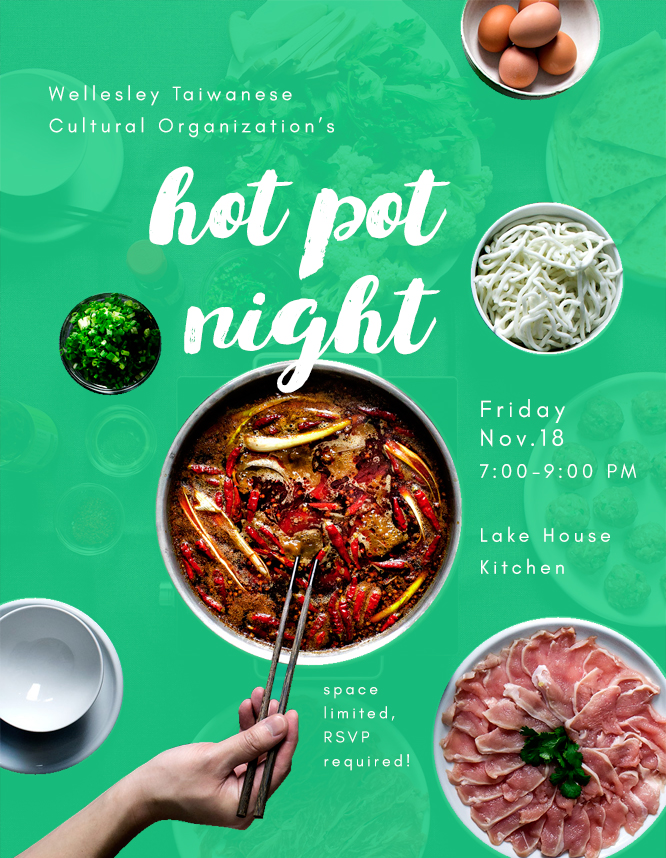 Wellesley Taiwanese
Cultural Organization's
hot pot
night
Friday
Nov.18
7:00-9:00 PM
Lake House
Kitchen
space
limited,
RSVP
required!